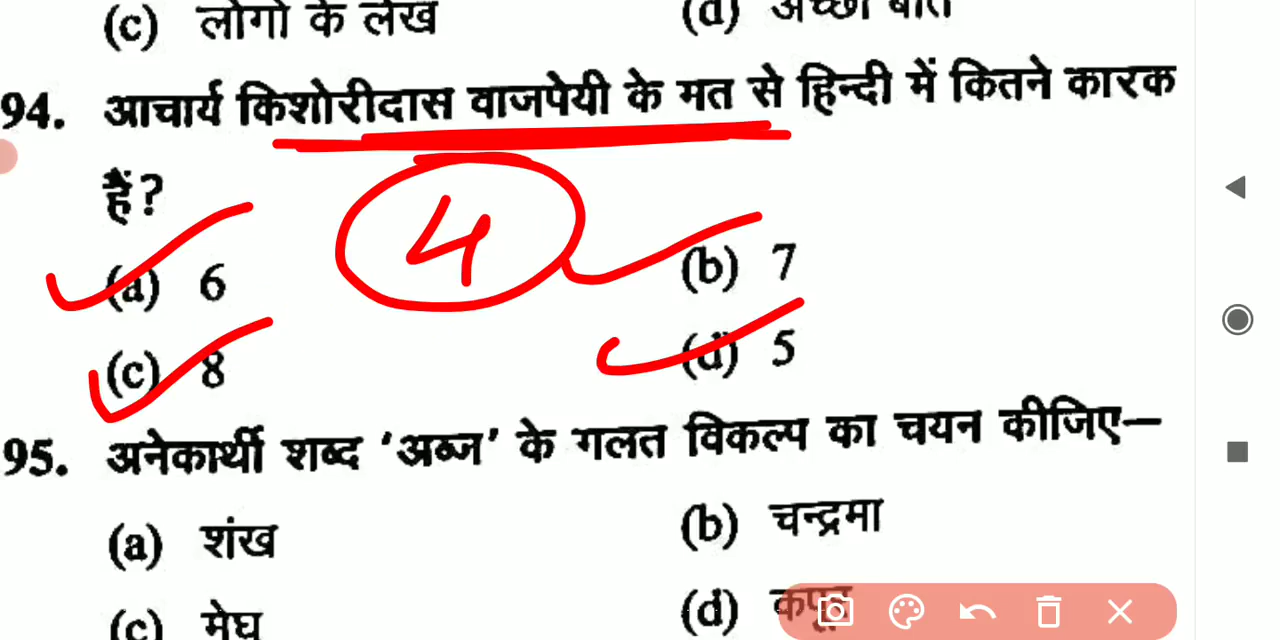 (c) लोगों के लेख (d) अच्छी बात
94. आचार्य किशोरीदास वाजपेयी के मत से हिन्दी में कितने कारक
हैं?
4
(a) 6 (b) 7
(c) 8 (d) 5
95. अनेकार्थी शब्द ‘अब्ज’ के गलत विकल्प का चयन कीजिए—
(a) शंख (b) चन्द्रमा
(c) मेघ (d)